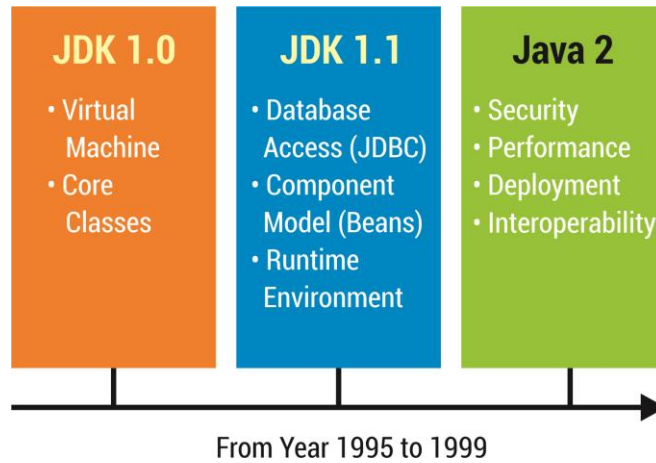 JDK 1.0
• Virtual
Machine
• Core
Classes
JDK 1.1
• Database
Access (JDBC)
• Component
Model (Beans)
• Runtime
Environment
Java 2
• Security
• Performance
• Deployment
• Interoperability
From Year 1995 to 1999